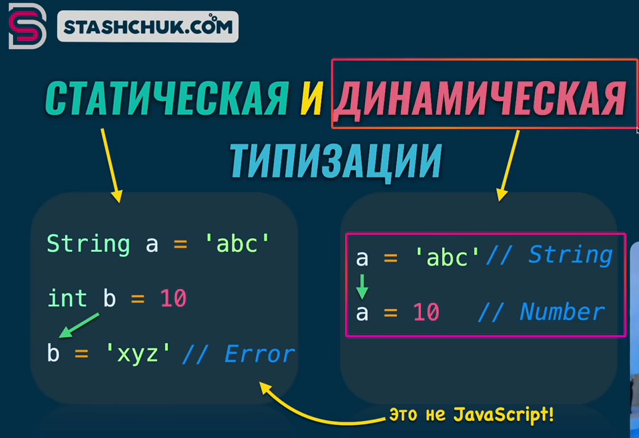 STASHCHUK.COM
СТАТИЧЕСКАЯ И ДИНАМИЧЕСКАЯ
ТИПИЗАЦИИ
String a = 'abc'
int b = 10
b = 'xyz' // Error
a = 'abc' // String
a = 10 // Number
это не JavaScript!